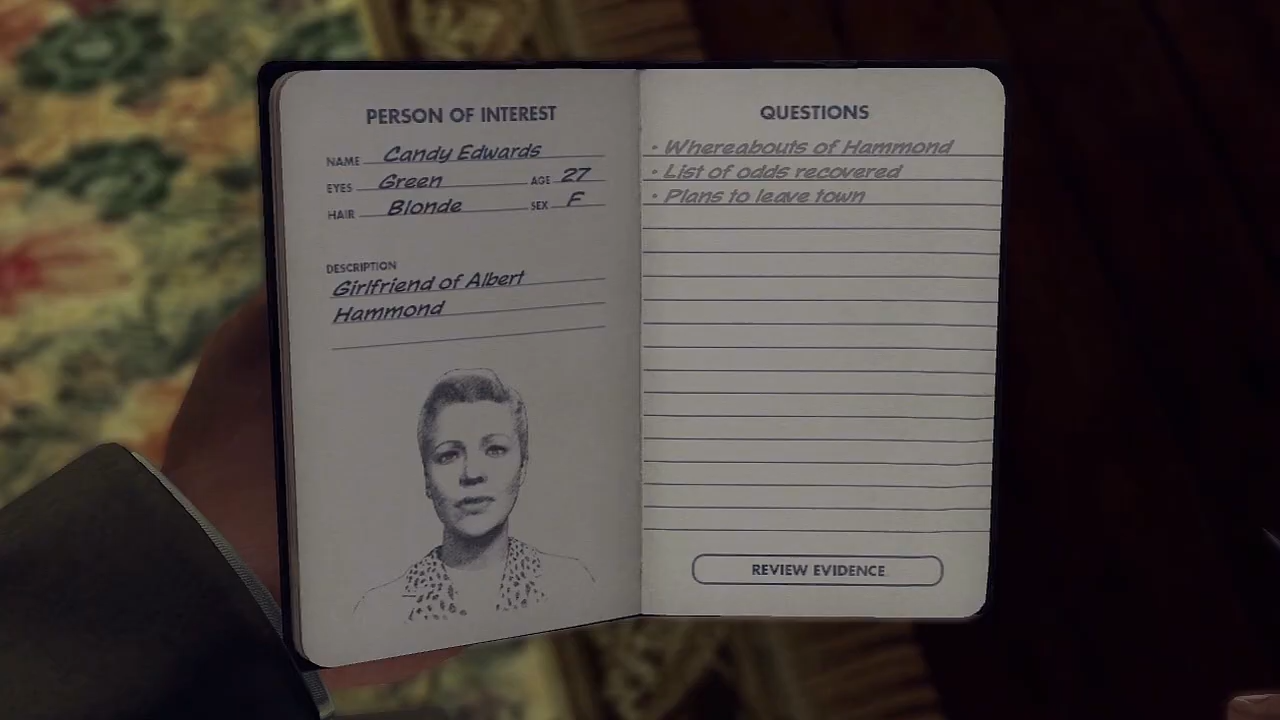 PERSON OF INTEREST
NAME Candy Edwards
EYES Green AGE 27
HAIR Blonde SEX F
DESCRIPTION
Girlfriend of Albert
Hammond
QUESTIONS
• Whereabouts of Hammond
• List of odds recovered
• Plans to leave town
REVIEW EVIDENCE